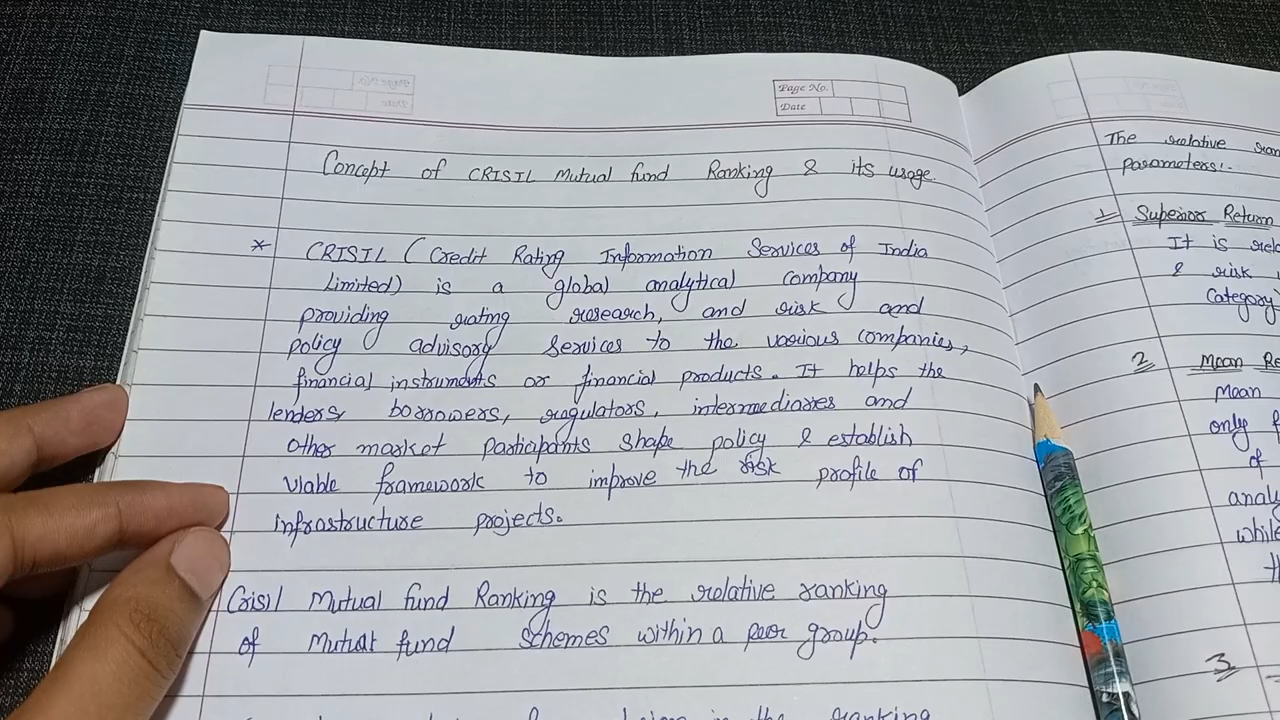 Page No.
Date
Concept of CRISIL Mutual fund Ranking & its usage.
* CRISIL (Credit Rating Information Services of India
Limited) is a global analytical company
providing rating research, and risk and
policy advisory services to the various companies,
financial instruments or financial products. It helps the
lenders, borrowers, regulators, intermediaries and
other market participants shape policy & establish
viable framework to improve the risk profile of
infrastructure projects.
Crisil Mutual fund Ranking is the relative ranking
of Mutual fund schemes within a peer group.
in the ranking
The relative
parameters:-
1 Superior Return
It is
& risk
Category
2 Mean Re
Mean
only
of
analy
while
th
3